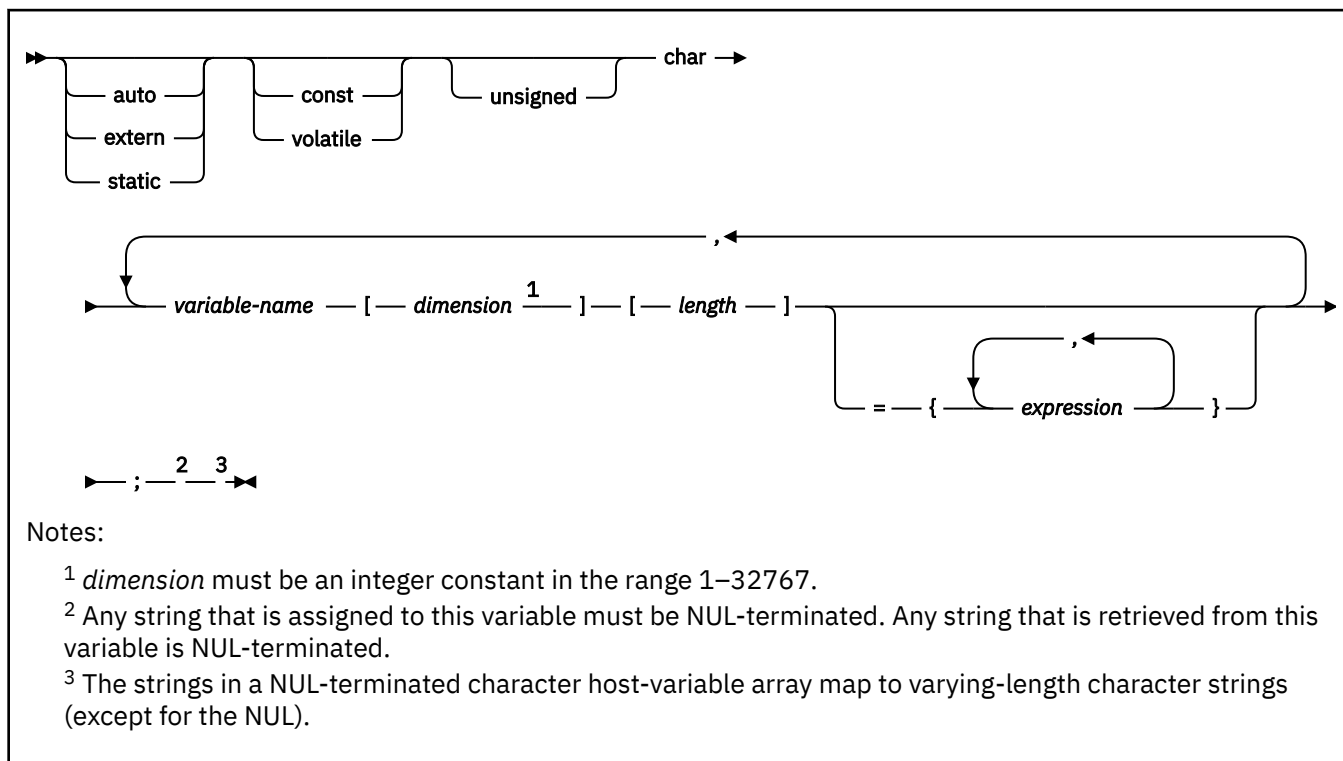 auto
extern
static
const
volatile
unsigned
char
,
variable-name [ dimension 1 ] [ length ]
= { expression , }
; 2 3
Notes:
1 dimension must be an integer constant in the range 1–32767.
2 Any string that is assigned to this variable must be NUL-terminated. Any string that is retrieved from this
variable is NUL-terminated.
3 The strings in a NUL-terminated character host-variable array map to varying-length character strings
(except for the NUL).